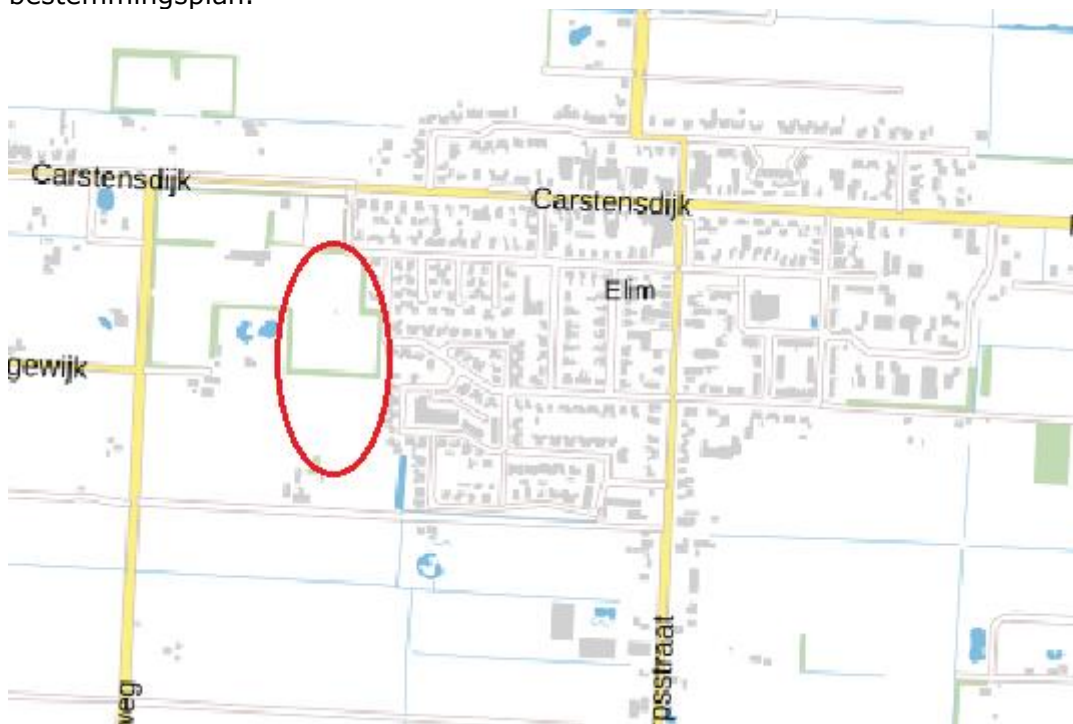 bestemmingsplan.
Carstensdijk
Carstensdijk
Elim
gewijk
psstraat
weg